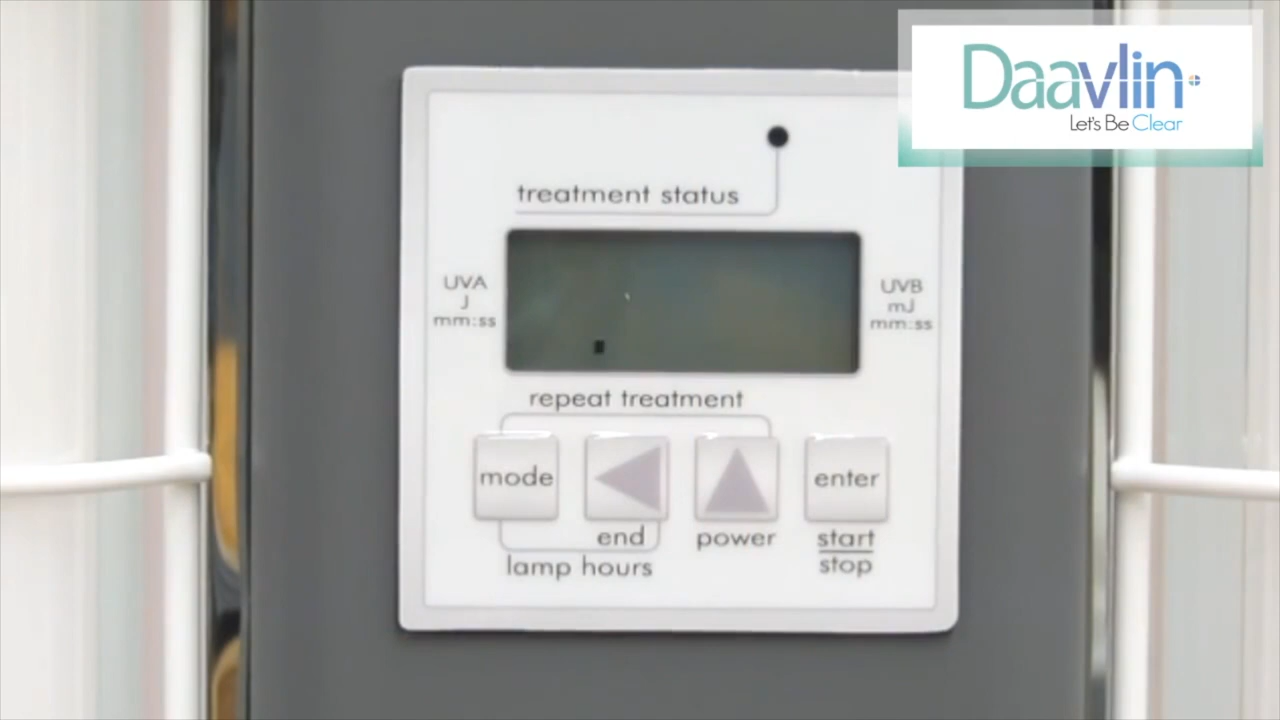 Daavlin
Let's Be Clear
treatment status
UVA
J
mm:ss
UVB
mJ
mm:ss
repeat treatment
mode
enter
end
power
start
stop
lamp hours